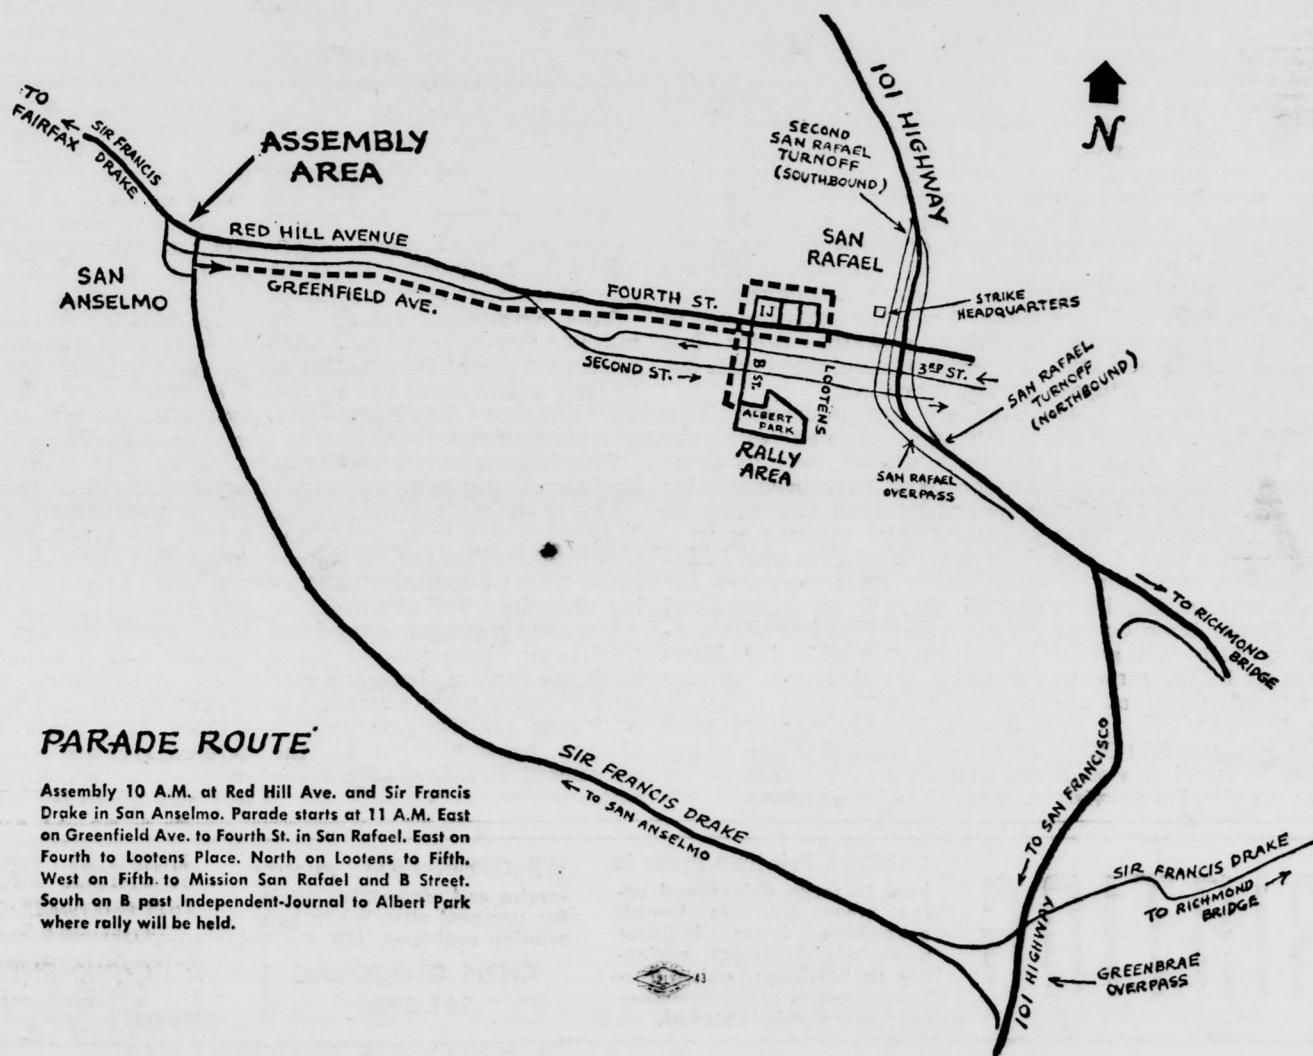 TO
FAIRFAX
SIR FRANCIS
DRAKE
ASSEMBLY
AREA
RED HILL AVENUE
SAN
ANSELMO
GREENFIELD AVE.
FOURTH ST.
SECOND ST.
101 HIGHWAY
N
SECOND
SAN RAFAEL
TURNOFF
(SOUTHBOUND)
SAN
RAFAEL
STRIKE
HEADQUARTERS
IJ
B ST.
LOOTENS
3RD ST.
ALBERT
PARK
RALLY
AREA
SAN RAFAEL
TURNOFF
(NORTHBOUND)
SAN RAFAEL
OVERPASS
TO RICHMOND
BRIDGE
TO SAN FRANCISCO
SIR FRANCIS DRAKE
TO SAN ANSELMO
SIR FRANCIS DRAKE
TO RICHMOND
BRIDGE
101 HIGHWAY
GREENBRAE
OVERPASS
PARADE ROUTE
Assembly 10 A.M. at Red Hill Ave. and Sir Francis
Drake in San Anselmo. Parade starts at 11 A.M. East
on Greenfield Ave. to Fourth St. in San Rafael. East on
Fourth to Lootens Place. North on Lootens to Fifth.
West on Fifth to Mission San Rafael and B Street.
South on B past Independent-Journal to Albert Park
where rally will be held.
43